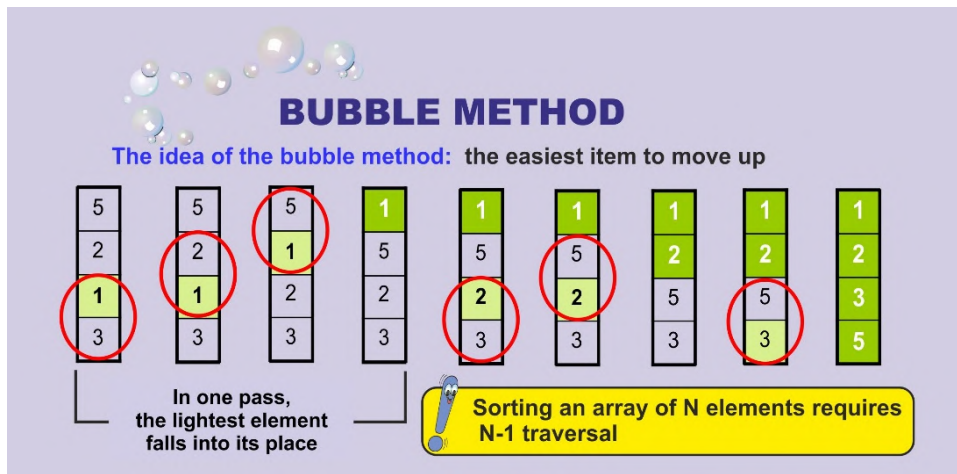 BUBBLE METHOD
The idea of the bubble method: the easiest item to move up
5 5 5 1 1 1 1 1 1
2 2 1 5 5 5 2 2 2
1 1 2 2 2 2 5 5 3
3 3 3 3 3 3 3 3 5
In one pass,
the lightest element
falls into its place
Sorting an array of N elements requires
N-1 traversal